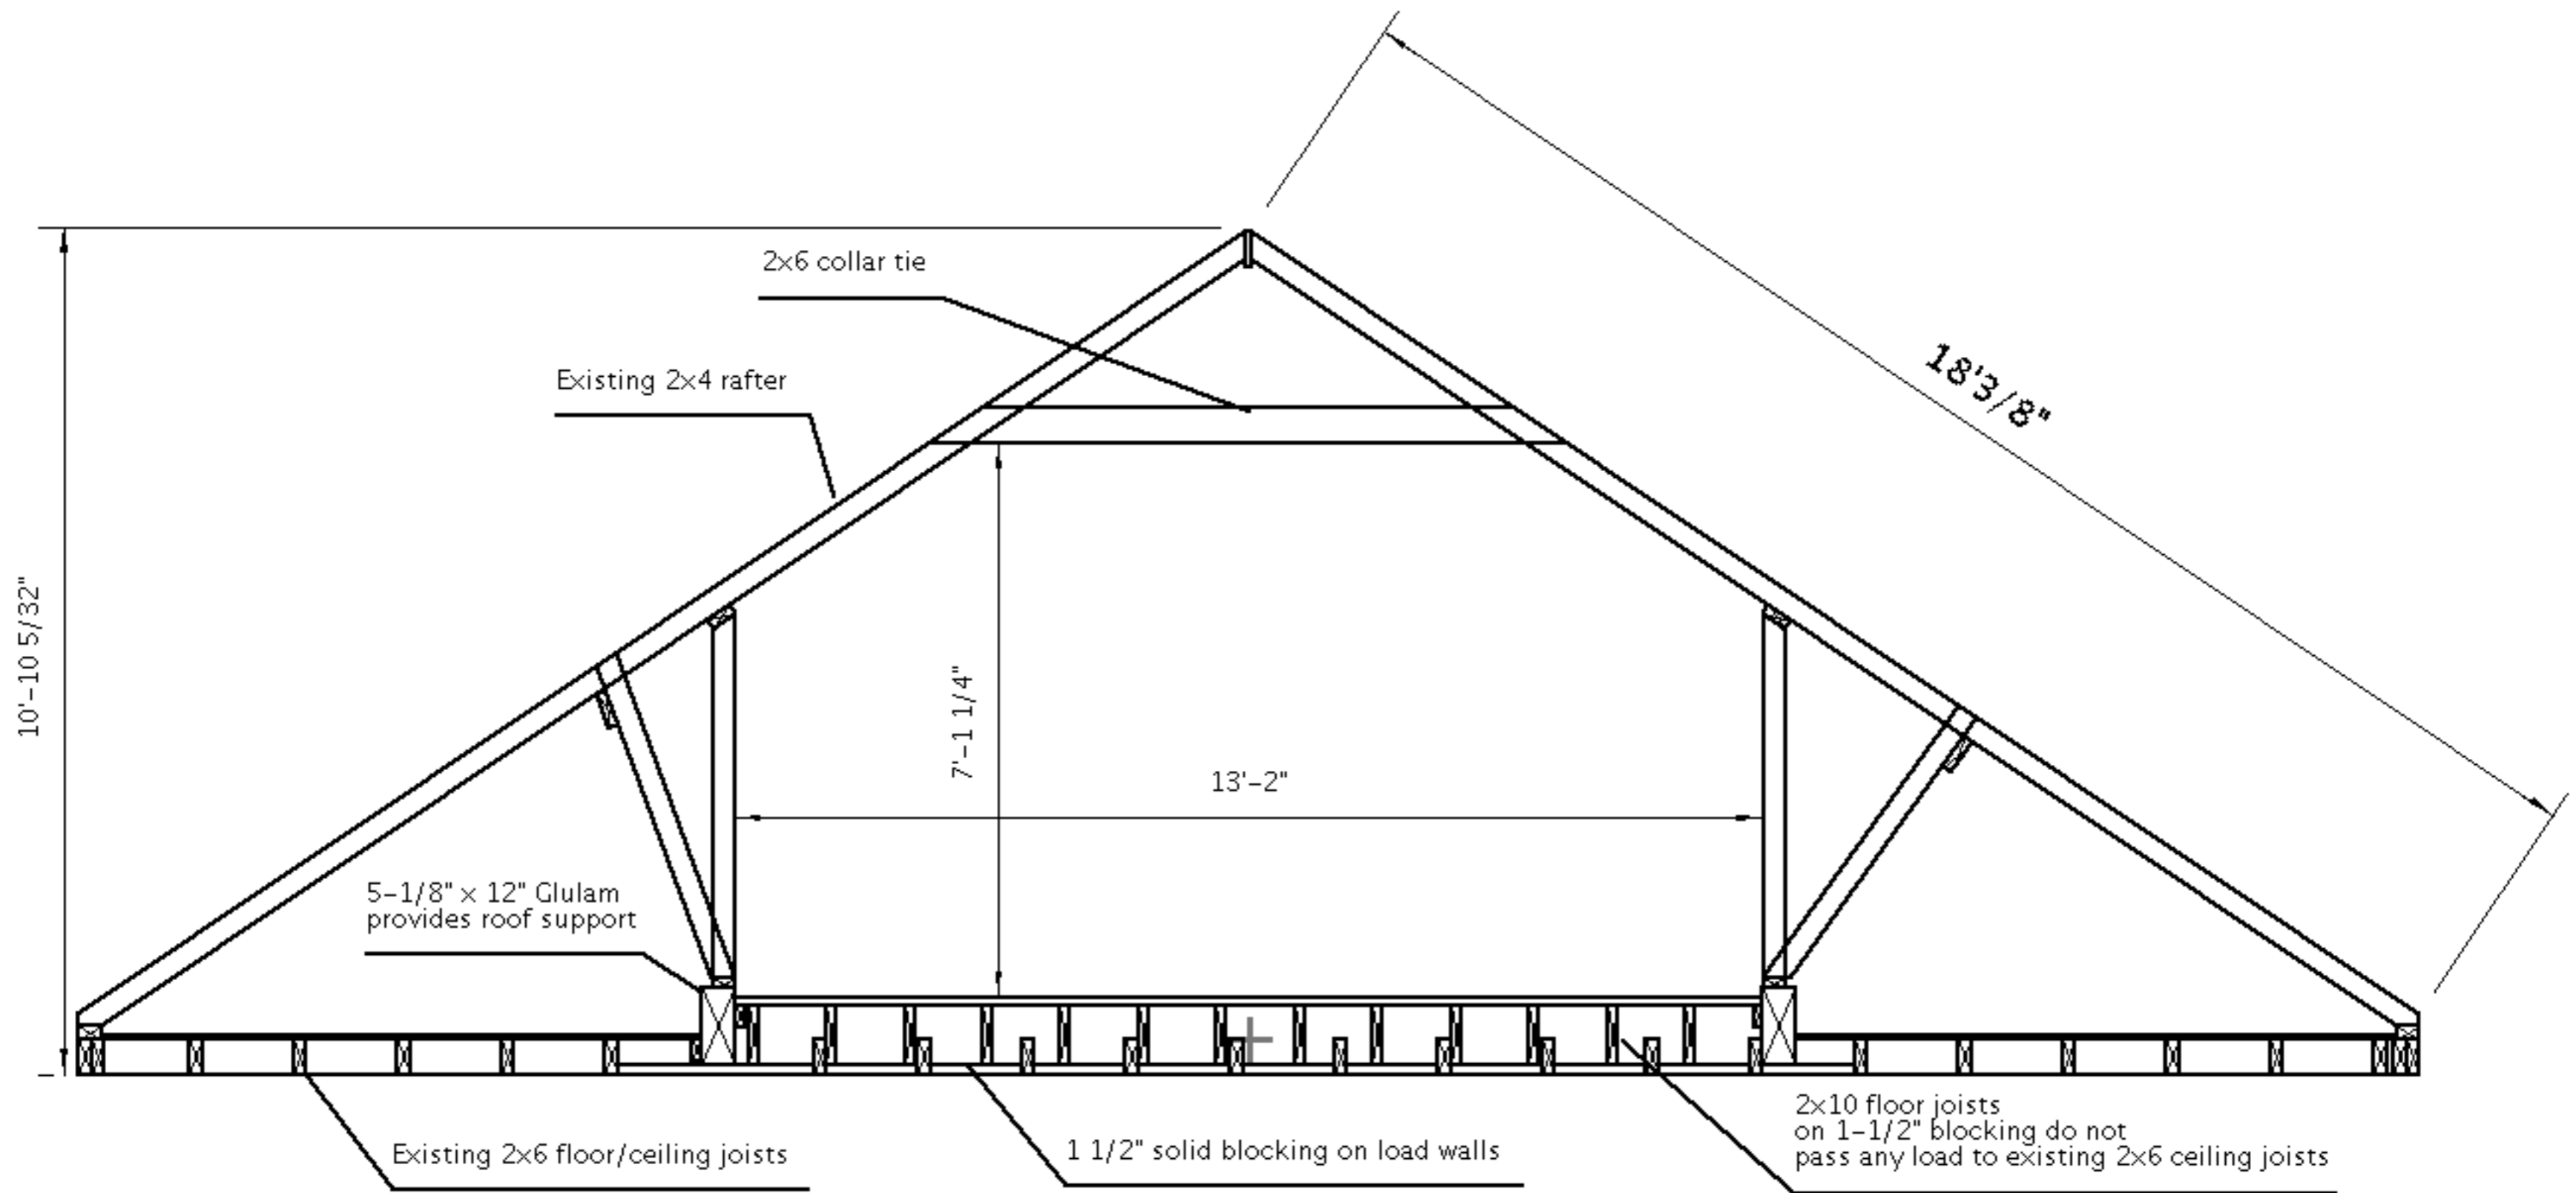 18'3/8"
2x6 collar tie
Existing 2x4 rafter
10'-10 5/32"
7'-1 1/4"
13'-2"
5-1/8" x 12" Glulam
provides roof support
Existing 2x6 floor/ceiling joists
1 1/2" solid blocking on load walls
2x10 floor joists
on 1-1/2" blocking do not
pass any load to existing 2x6 ceiling joists